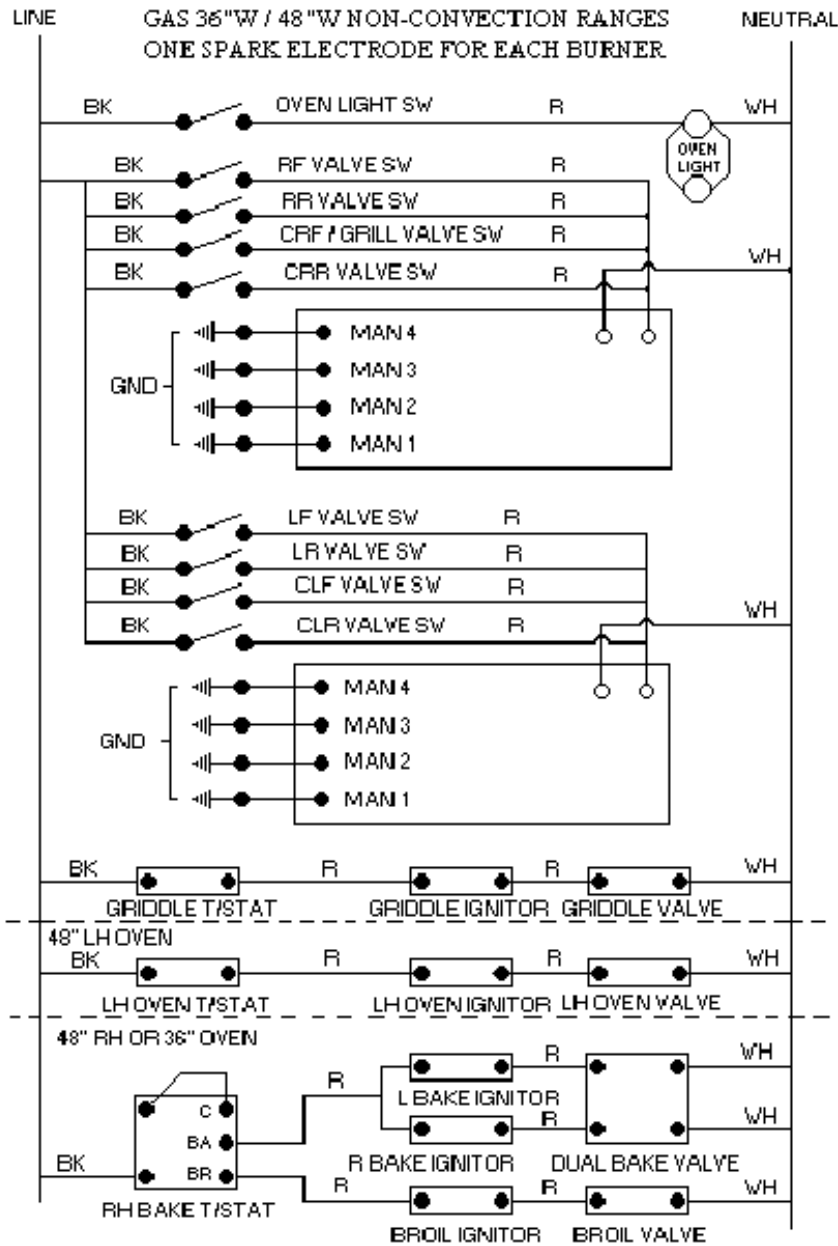 LINE GAS 36"W / 48"W NON-CONVECTION RANGES NEUTRAL
ONE SPARK ELECTRODE FOR EACH BURNER
BK OVEN LIGHT SW R WH
OVEN LIGHT
BK RF VALVE SW R
BK RR VALVE SW R
BK CRF / GRILL VALVE SW R
BK CRR VALVE SW R WH
MAN 4
MAN 3
GND
MAN 2
MAN 1
BK LF VALVE SW R
BK LR VALVE SW R
BK CLF VALVE SW R
BK CLR VALVE SW R WH
MAN 4
MAN 3
GND
MAN 2
MAN 1
BK R R WH
GRIDDLE T/STAT GRIDDLE IGNITOR GRIDDLE VALVE
48" LH OVEN
BK R R WH
LH OVEN T/STAT LH OVEN IGNITOR LH OVEN VALVE
48" RH OR 36" OVEN
R WH
R L BAKE IGNITOR
C
BA R WH
R BAKE IGNITOR DUAL BAKE VALVE
BK BR R R WH
RH BAKE T/STAT
BROIL IGNITOR BROIL VALVE